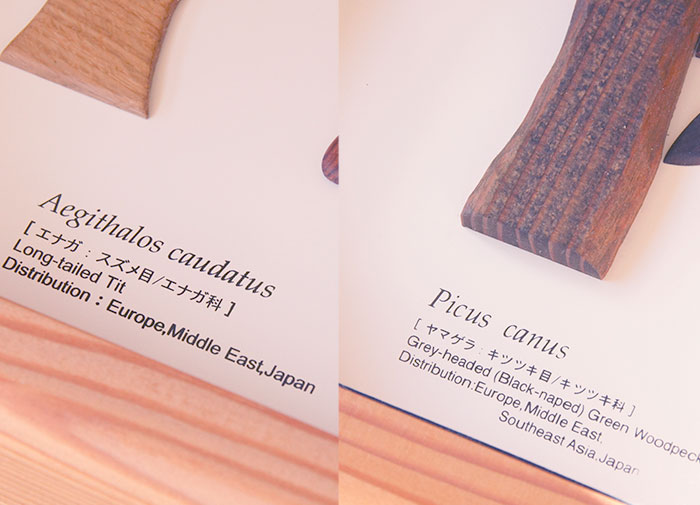 Aegithalos caudatus
[ エナガ : スズメ目/エナガ科 ]
Long-tailed Tit
Distribution : Europe,Middle East,Japan
Picus canus
[ ヤマゲラ : キツツキ目/キツツキ科 ]
Grey-headed (Black-naped) Green Woodpeck
Distribution:Europe,Middle East,
Southeast Asia,Japan